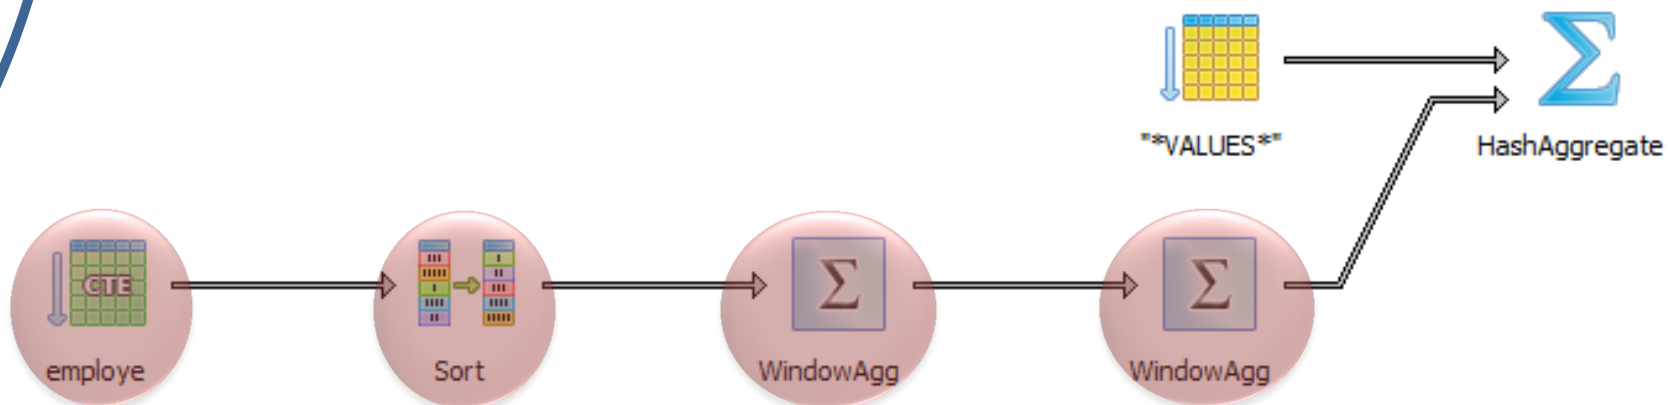 "*VALUES*"
HashAggregate
CTE
employe
Sort
WindowAgg
WindowAgg